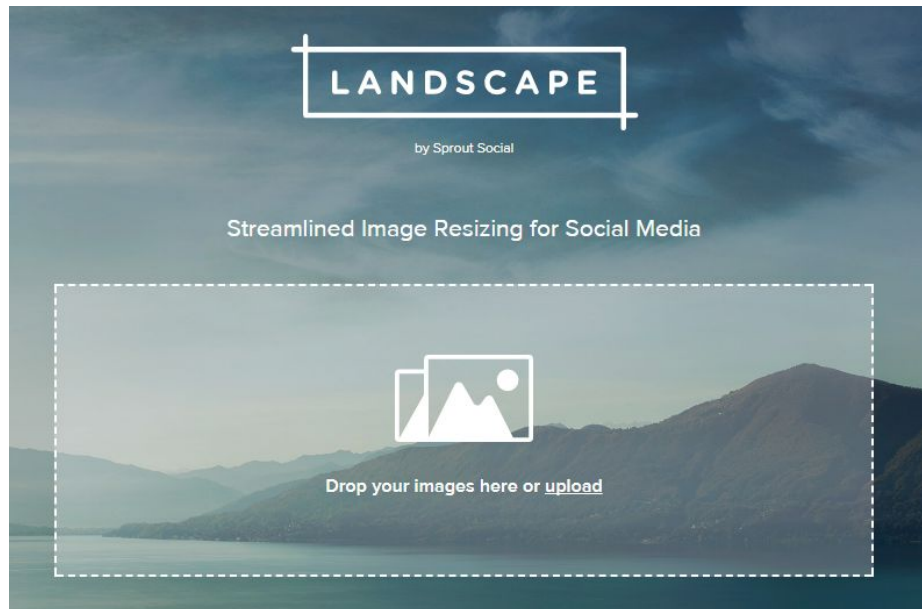 LANDSCAPE
by Sprout Social
Streamlined Image Resizing for Social Media
Drop your images here or upload